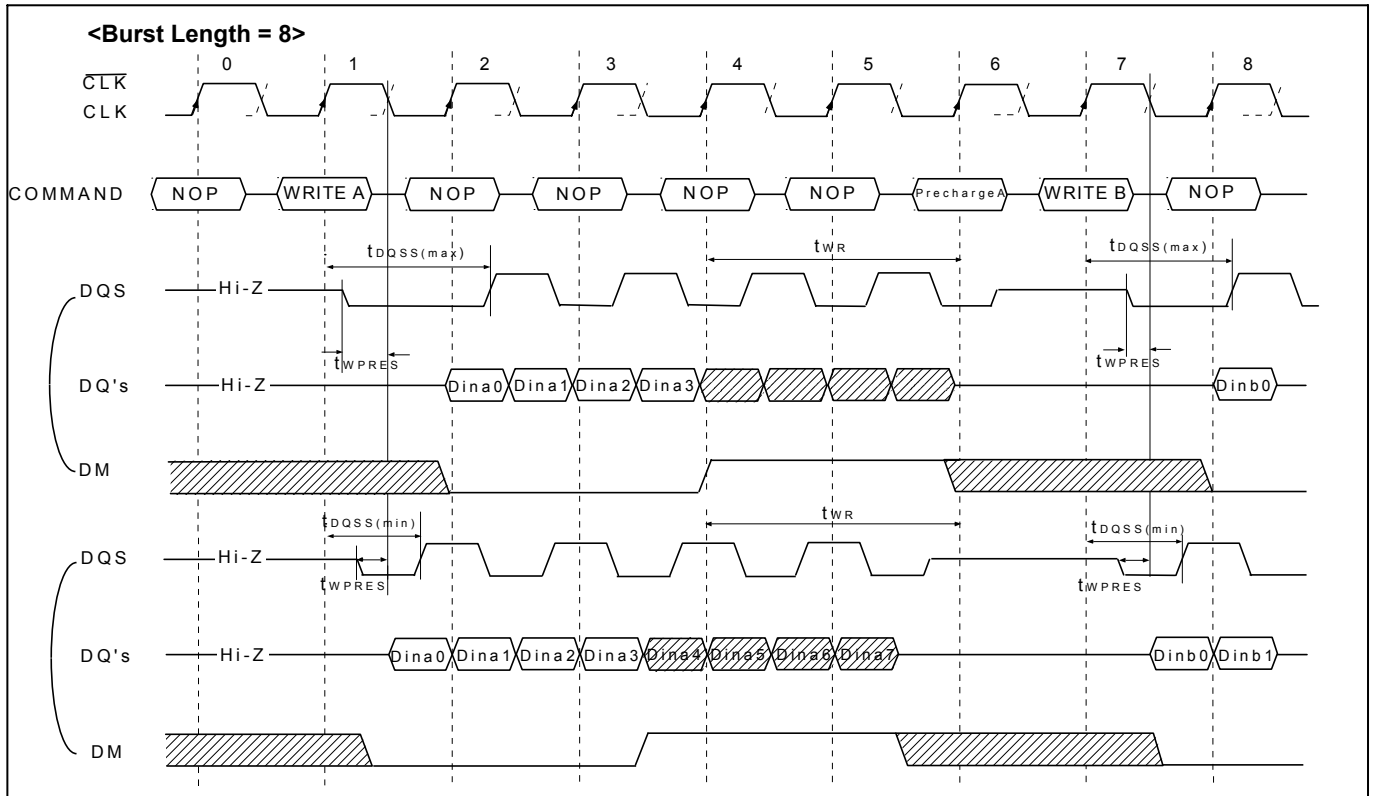 <Burst Length = 8>
0 1 2 3 4 5 6 7 8
CLK
CLK
COMMAND NOP WRITE A NOP NOP NOP NOP PrechargeA WRITE B NOP
tDQSS(max) tWR tDQSS(max)
DQS Hi-Z
tWPRES tWPRES
DQ's Hi-Z Dina0 Dina1 Dina2 Dina3 Dinb0
DM
tDQSS(min) tWR tDQSS(min)
DQS Hi-Z
tWPRES tWPRES
DQ's Hi-Z Dina0 Dina1 Dina2 Dina3 Dina4 Dina5 Dina6 Dina7 Dinb0 Dinb1
DM